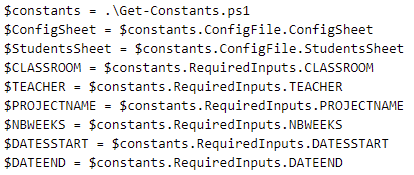 $constants = .\Get-Constants.ps1
$ConfigSheet = $constants.ConfigFile.ConfigSheet
$StudentsSheet = $constants.ConfigFile.StudentsSheet
$CLASSROOM = $constants.RequiredInputs.CLASSROOM
$TEACHER = $constants.RequiredInputs.TEACHER
$PROJECTNAME = $constants.RequiredInputs.PROJECTNAME
$NBWEEKS = $constants.RequiredInputs.NBWEEKS
$DATESSTART = $constants.RequiredInputs.DATESSTART
$DATEEND = $constants.RequiredInputs.DATEEND